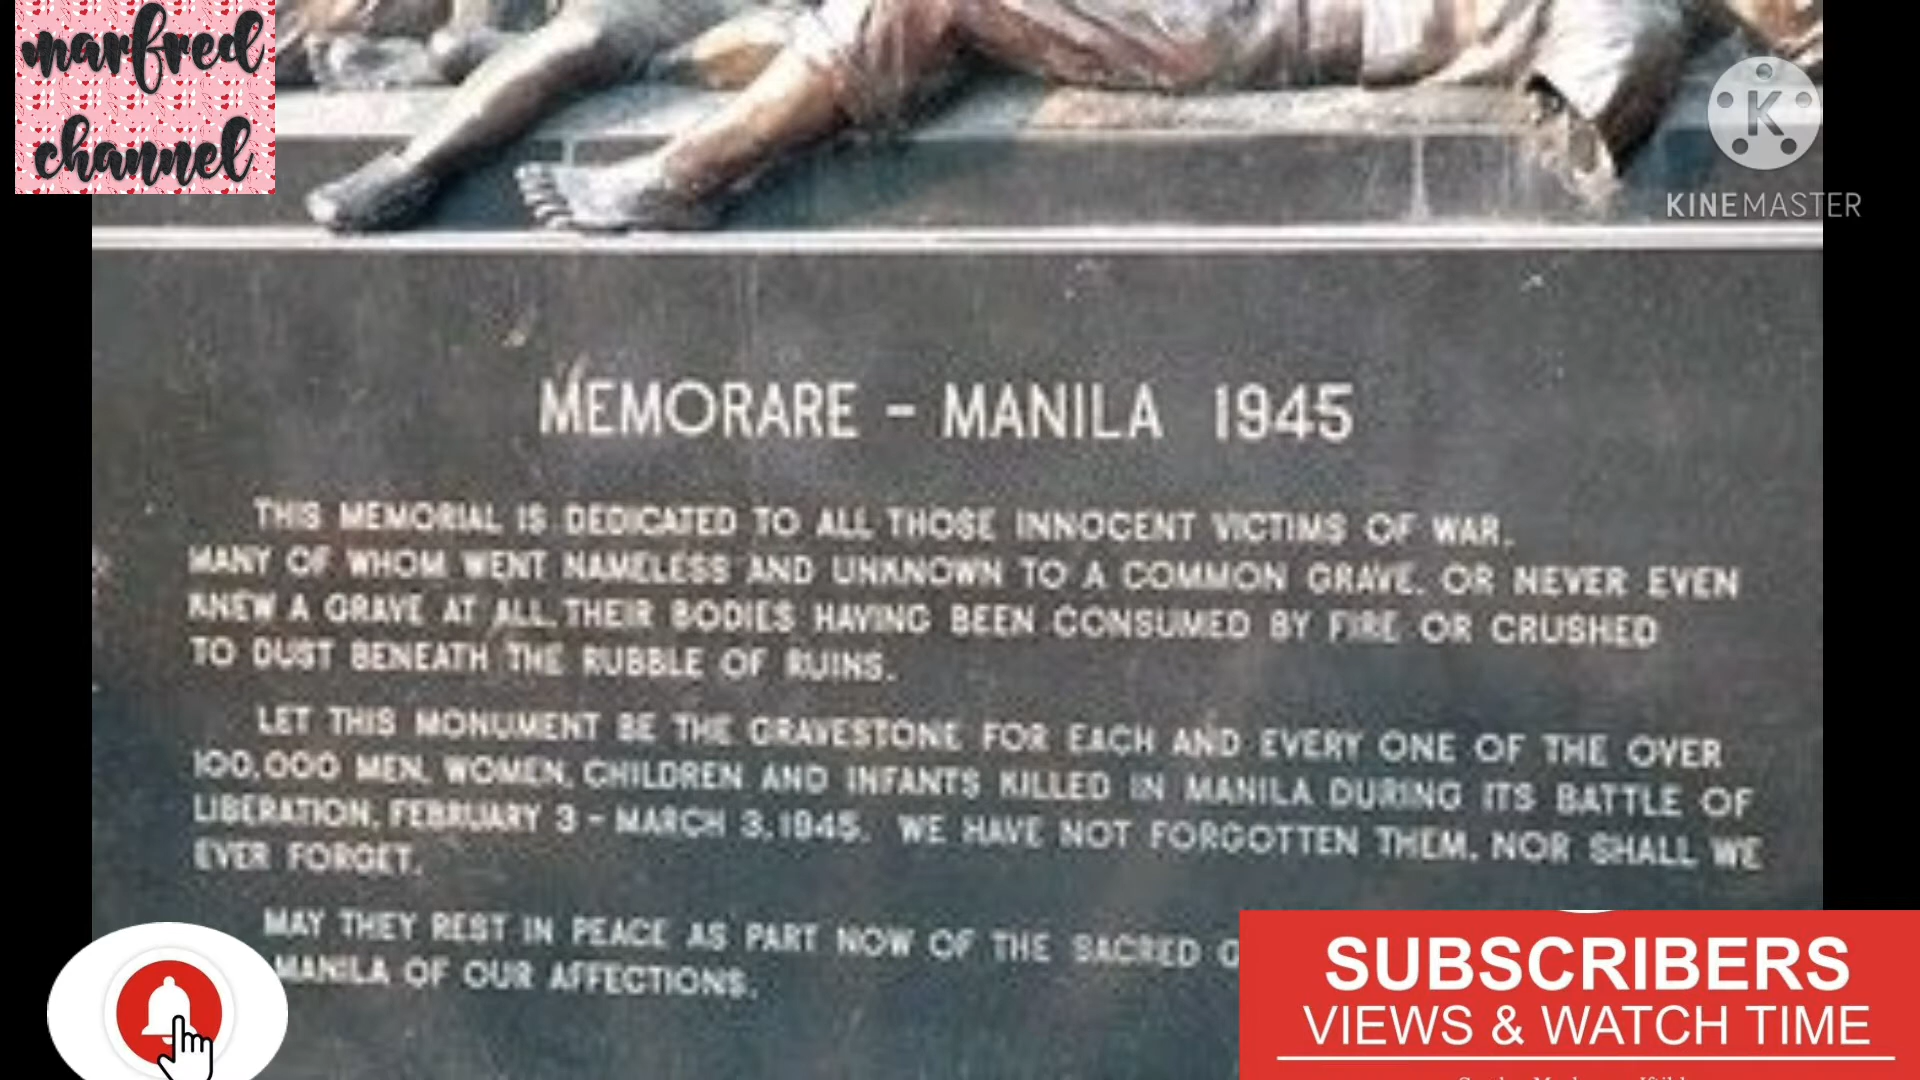 marfred
channel
KINEMASTER
MEMORARE - MANILA 1945
THIS MEMORIAL IS DEDICATED TO ALL THOSE INNOCENT VICTIMS OF WAR,
MANY OF WHOM WENT NAMELESS AND UNKNOWN TO A COMMON GRAVE, OR NEVER EVEN
KNEW A GRAVE AT ALL, THEIR BODIES HAVING BEEN CONSUMED BY FIRE OR CRUSHED
TO DUST BENEATH THE RUBBLE OF RUINS.
LET THIS MONUMENT BE THE GRAVESTONE FOR EACH AND EVERY ONE OF THE OVER
100,000 MEN, WOMEN, CHILDREN AND INFANTS KILLED IN MANILA DURING ITS BATTLE OF
LIBERATION, FEBRUARY 3 - MARCH 3, 1945. WE HAVE NOT FORGOTTEN THEM, NOR SHALL WE
EVER FORGET.
MAY THEY REST IN PEACE AS PART NOW OF THE SACRED
MANILA OF OUR AFFECTIONS.
SUBSCRIBERS
VIEWS & WATCH TIME